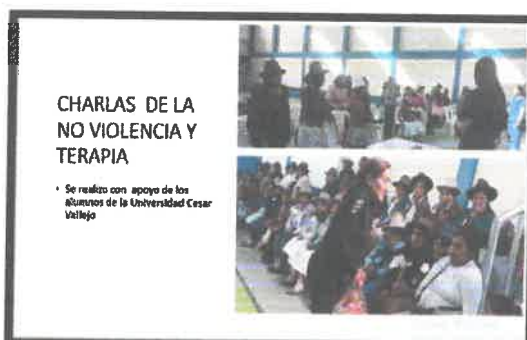 CHARLAS DE LA
NO VIOLENCIA Y
TERAPIA
• Se realizo con apoyo de los
alumnos de la Universidad Cesar
Vallejo